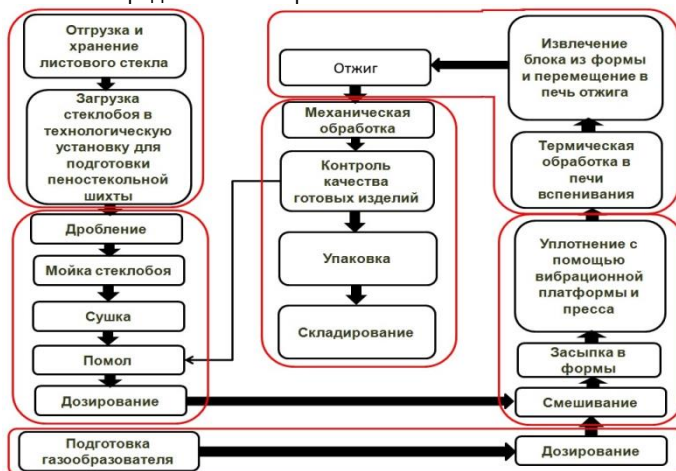 Отгрузка и
хранение
листового стекла
Загрузка
стеклобоя в
технологическую
установку для
подготовки
пеностекольной
шихты
Дробление
Мойка стеклобоя
Сушка
Помол
Дозирование
Подготовка
газообразователя
Отжиг
Механическая
обработка
Контроль
качества
готовых изделий
Упаковка
Складирование
Извлечение
блока из формы
и перемещение в
печь отжига
Термическая
обработка в
печи
вспенивания
Уплотнение с
помощью
вибрационной
платформы и
пресса
Засыпка в
формы
Смешивание
Дозирование